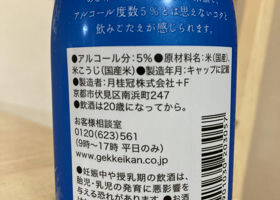 アルコール度数5%とは思えないコクと
飲みごたえが感じられます。
●アルコール分:5%●原材料名:米(国産)、
米こうじ(国産米)●製造年月:キャップに記載
●製造者:月桂冠株式会社+F
京都市伏見区南浜町247
●飲酒は20歳になってから。
お客様相談室
0120(623)561
(9時〜17時 平日のみ)
www.gekkeikan.co.jp
●妊娠中や授乳期の飲酒は、
胎児・乳児の発育に悪影響を
与える恐れがあります。